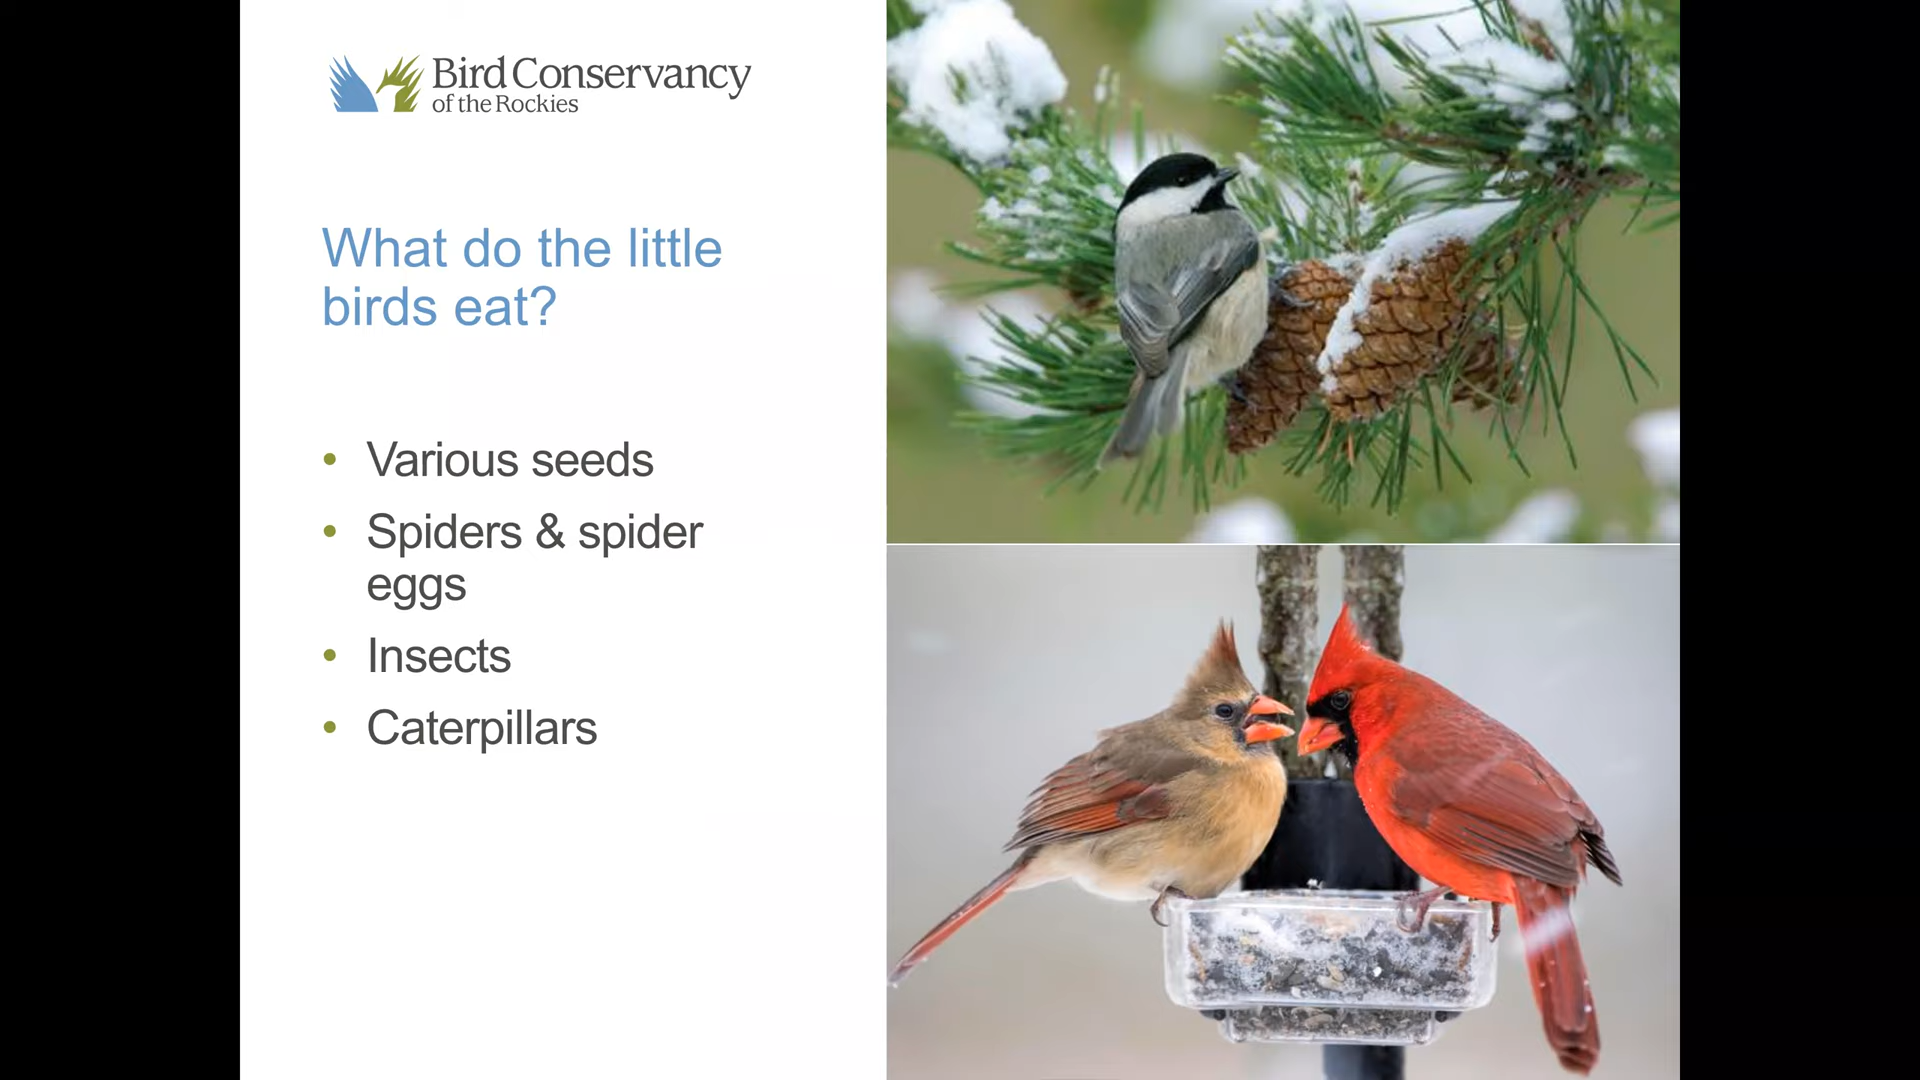 Bird Conservancy
of the Rockies
What do the little
birds eat?
• Various seeds
• Spiders & spider
eggs
• Insects
• Caterpillars